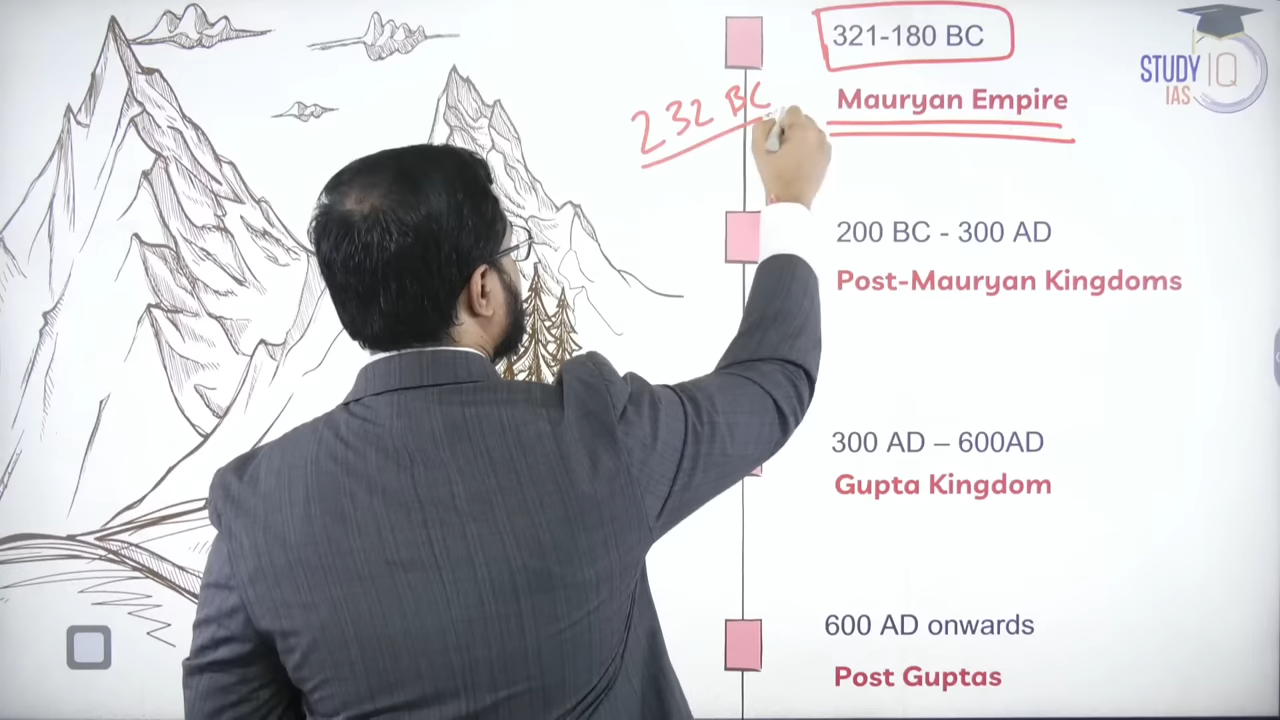 321-180 BC
Mauryan Empire
232 BC
STUDY IQ
IAS
200 BC - 300 AD
Post-Mauryan Kingdoms
300 AD – 600AD
Gupta Kingdom
600 AD onwards
Post Guptas